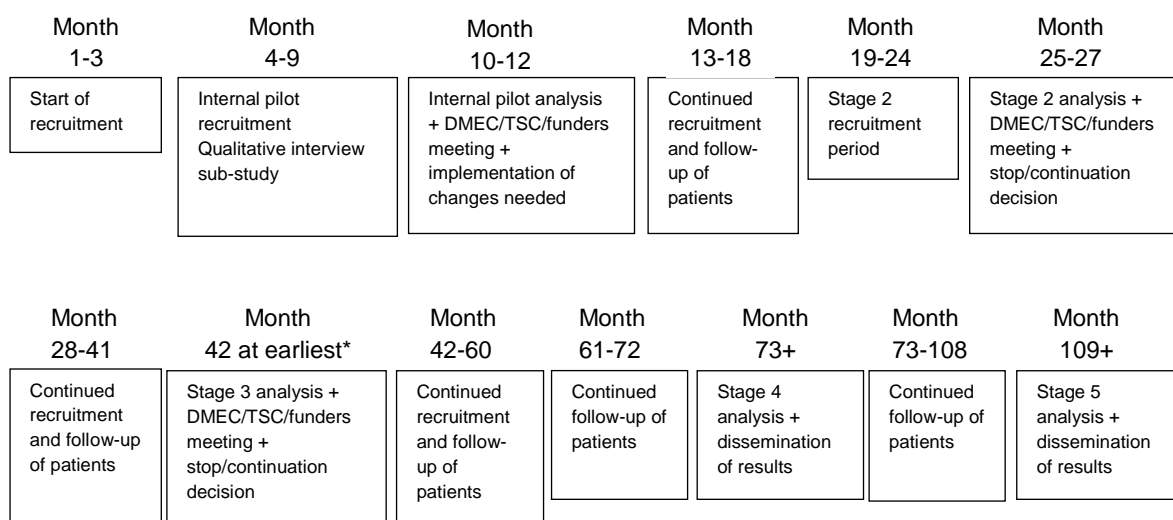 Month
1-3
Start of
recruitment
Month
4-9
Internal pilot
recruitment
Qualitative interview
sub-study
Month
10-12
Internal pilot analysis
+ DMEC/TSC/funders
meeting +
implementation of
changes needed
Month
13-18
Continued
recruitment
and follow-
up of
patients
Month
19-24
Stage 2
recruitment
period
Month
25-27
Stage 2 analysis +
DMEC/TSC/funders
meeting +
stop/continuation
decision
Month
28-41
Continued
recruitment
and follow-up
of patients
Month
42 at earliest*
Stage 3 analysis +
DMEC/TSC/funders
meeting +
stop/continuation
decision
Month
42-60
Continued
recruitment
and follow-
up of
patients
Month
61-72
Continued
follow-up of
patients
Month
73+
Stage 4
analysis +
dissemination
of results
Month
73-108
Continued
follow-up of
patients
Month
109+
Stage 5
analysis +
dissemination
of results